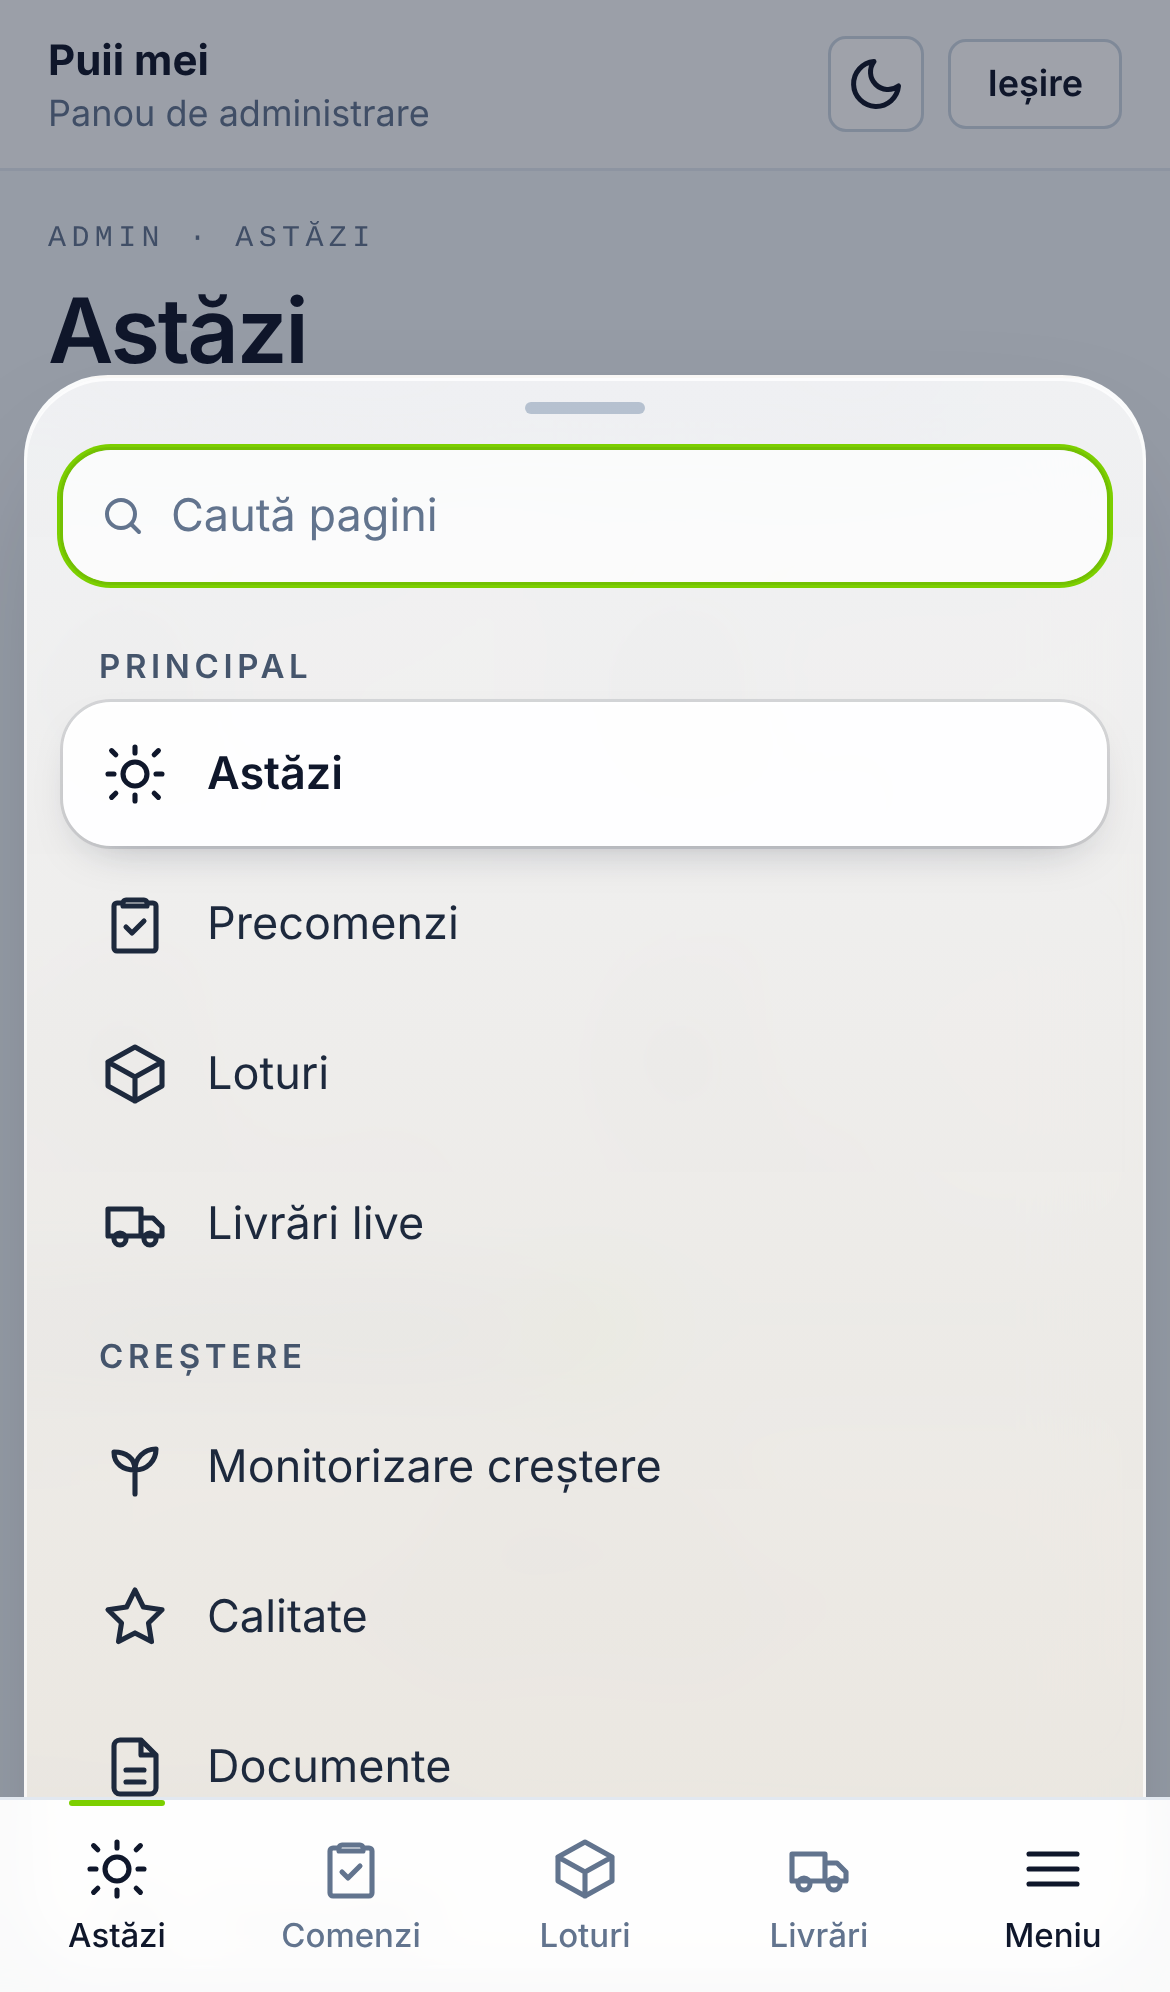 Puii mei
Panou de administrare
Ieșire
ADMIN · ASTĂZI
Astăzi
Caută pagini
PRINCIPAL
Astăzi
Precomenzi
Loturi
Livrări live
CREȘTERE
Monitorizare creștere
Calitate
Documente
Astăzi
Comenzi
Loturi
Livrări
Meniu